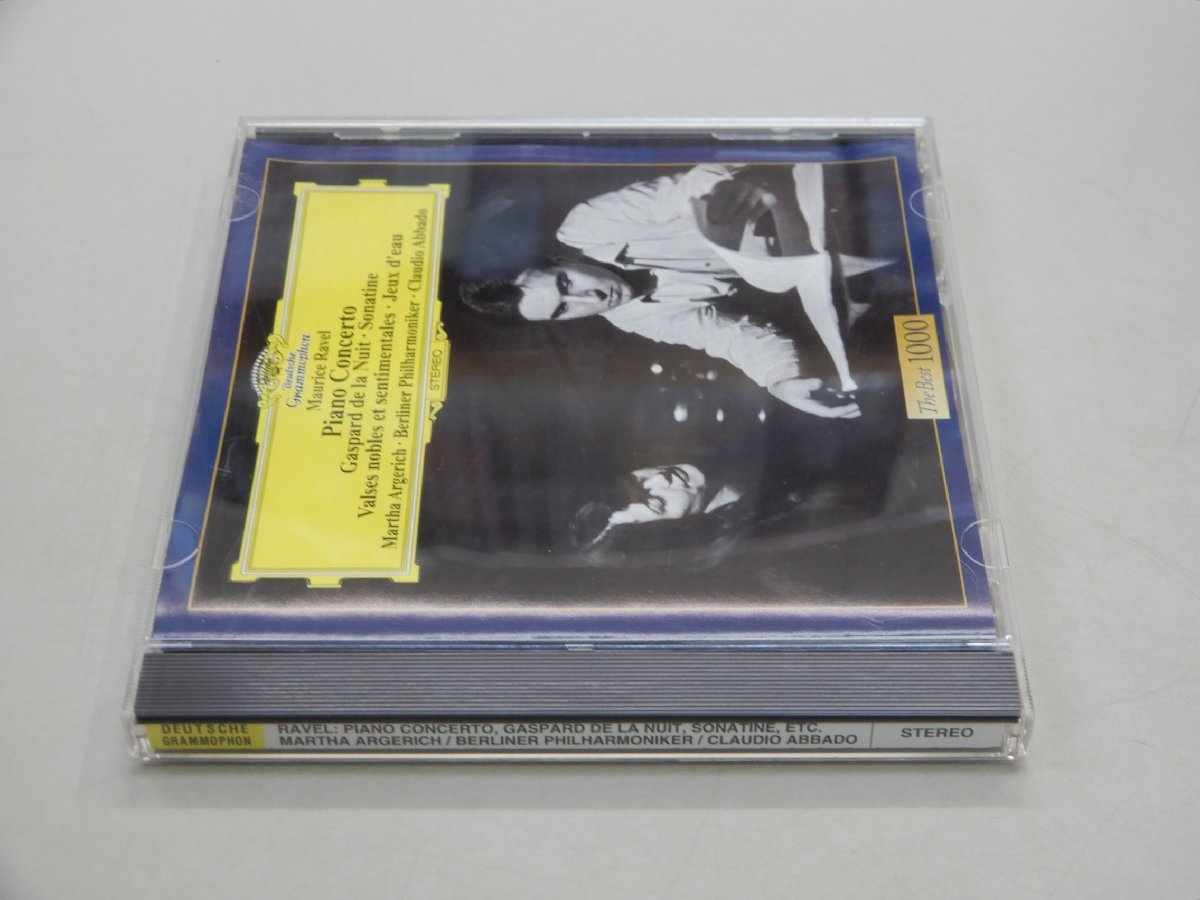 Deutsche
Grammophon
Maurice Ravel
Piano Concerto
Gaspard de la Nuit · Sonatine
Valses nobles et sentimentales · Jeux d'eau
Martha Argerich · Berliner Philharmoniker · Claudio Abbado
STEREO
The Best 1000
DEUTSCHE
GRAMMOPHON
RAVEL: PIANO CONCERTO, GASPARD DE LA NUIT, SONATINE, ETC.
MARTHA ARGERICH / BERLINER PHILHARMONIKER / CLAUDIO ABBADO
STEREO